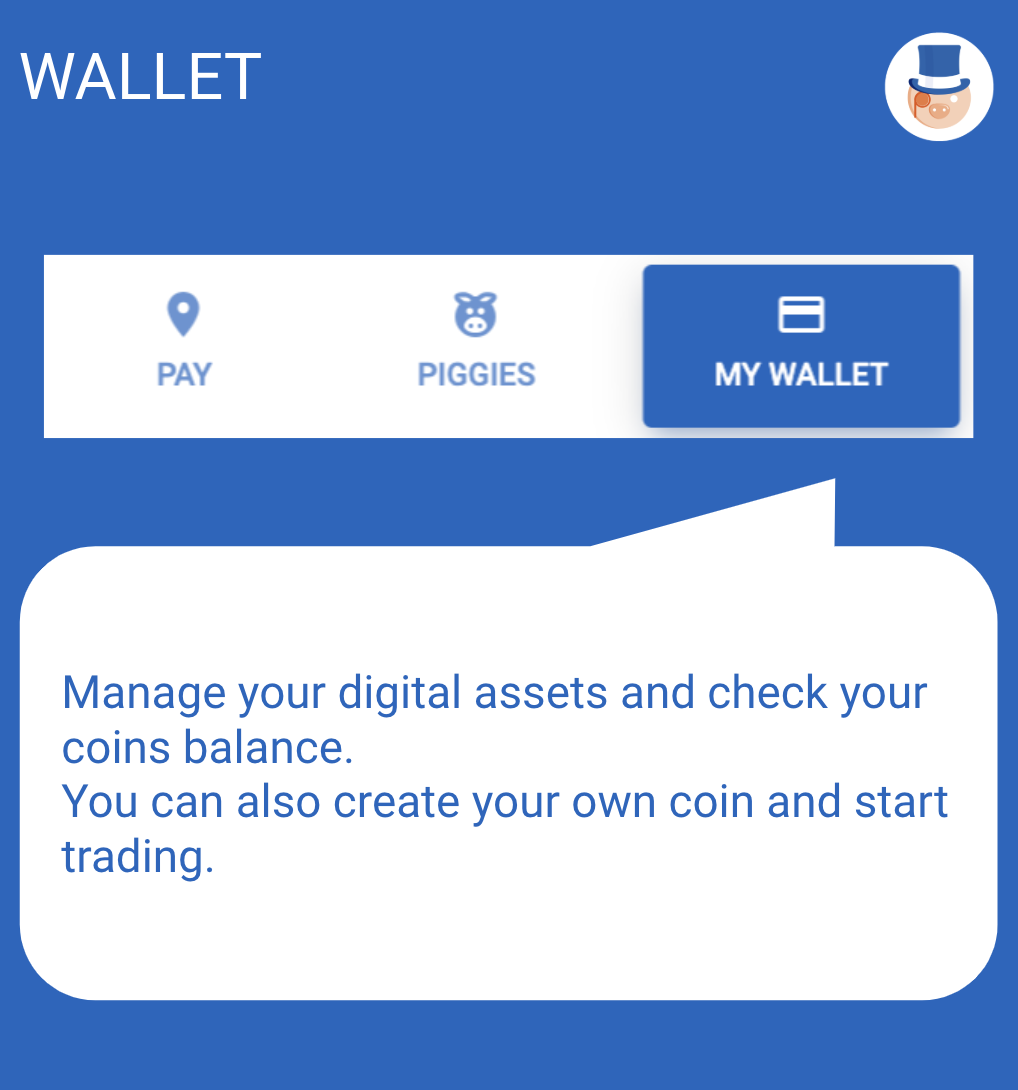 WALLET
PAY
PIGGIES
MY WALLET
Manage your digital assets and check your
coins balance.
You can also create your own coin and start
trading.